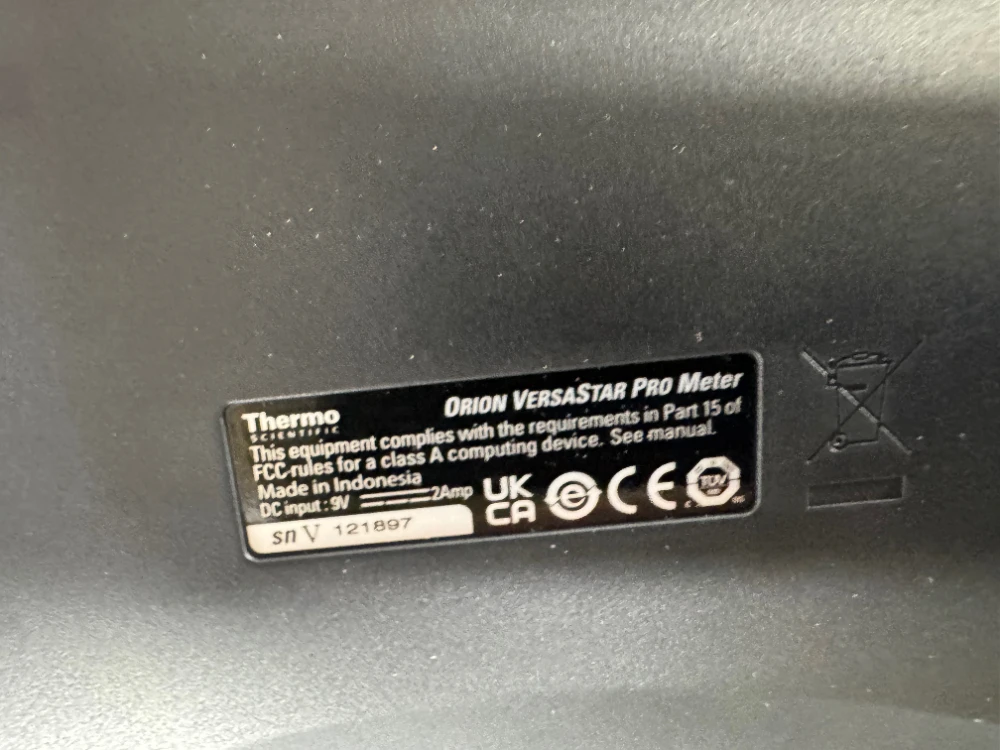 Thermo
SCIENTIFIC
ORION VERSASTAR PRO Meter
This equipment complies with the requirements in Part 15 of
FCC rules for a class A computing device. See manual.
Made in Indonesia
DC input : 9V 2Amp
UK
CA
e
CE
TÜV
sn V 121897